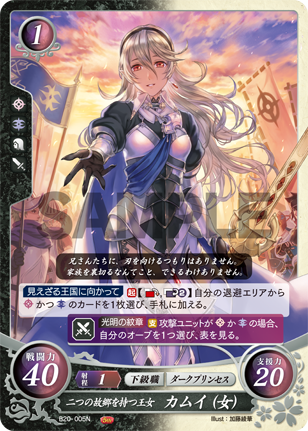 1
SAMPLE
兄さんたちに、刃を向けるつもりはありません。
家族を裏切るなんてこと、できるわけありません。
見えざる王国に向かって 起 自分の退避エリアから
かつ のカードを1枚選び、手札に加える。
光明の紋章 支 攻撃ユニットが か の場合、
自分のオーブを1つ選び、表を見る。
戦闘力
40
射程 1
下級職
ダークプリンセス
二つの故郷を持つ王女 カムイ(女)
支援力
20
B20-005N
Illust：加藤綾華